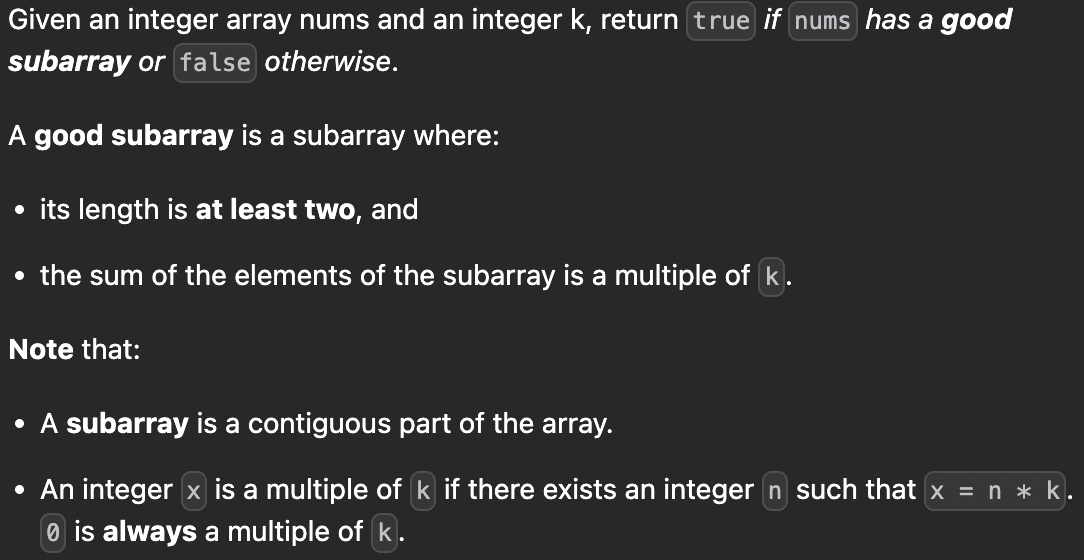 Given an integer array nums and an integer k, return true if nums has a good
subarray or false otherwise.
A good subarray is a subarray where:
• its length is at least two, and
• the sum of the elements of the subarray is a multiple of k.
Note that:
• A subarray is a contiguous part of the array.
• An integer x is a multiple of k if there exists an integer n such that x = n * k.
0 is always a multiple of k.